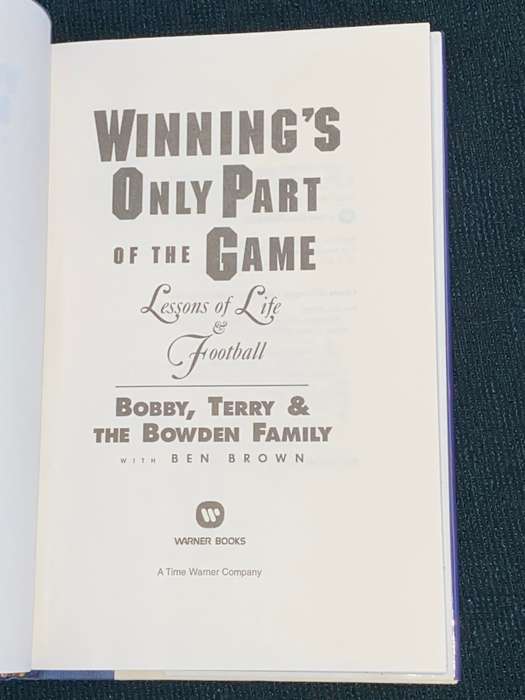 WINNING'S
ONLY PART
OF THE GAME
Lessons of Life
&
Football
BOBBY, TERRY &
THE BOWDEN FAMILY
WITH BEN BROWN
WARNER BOOKS
A Time Warner Company